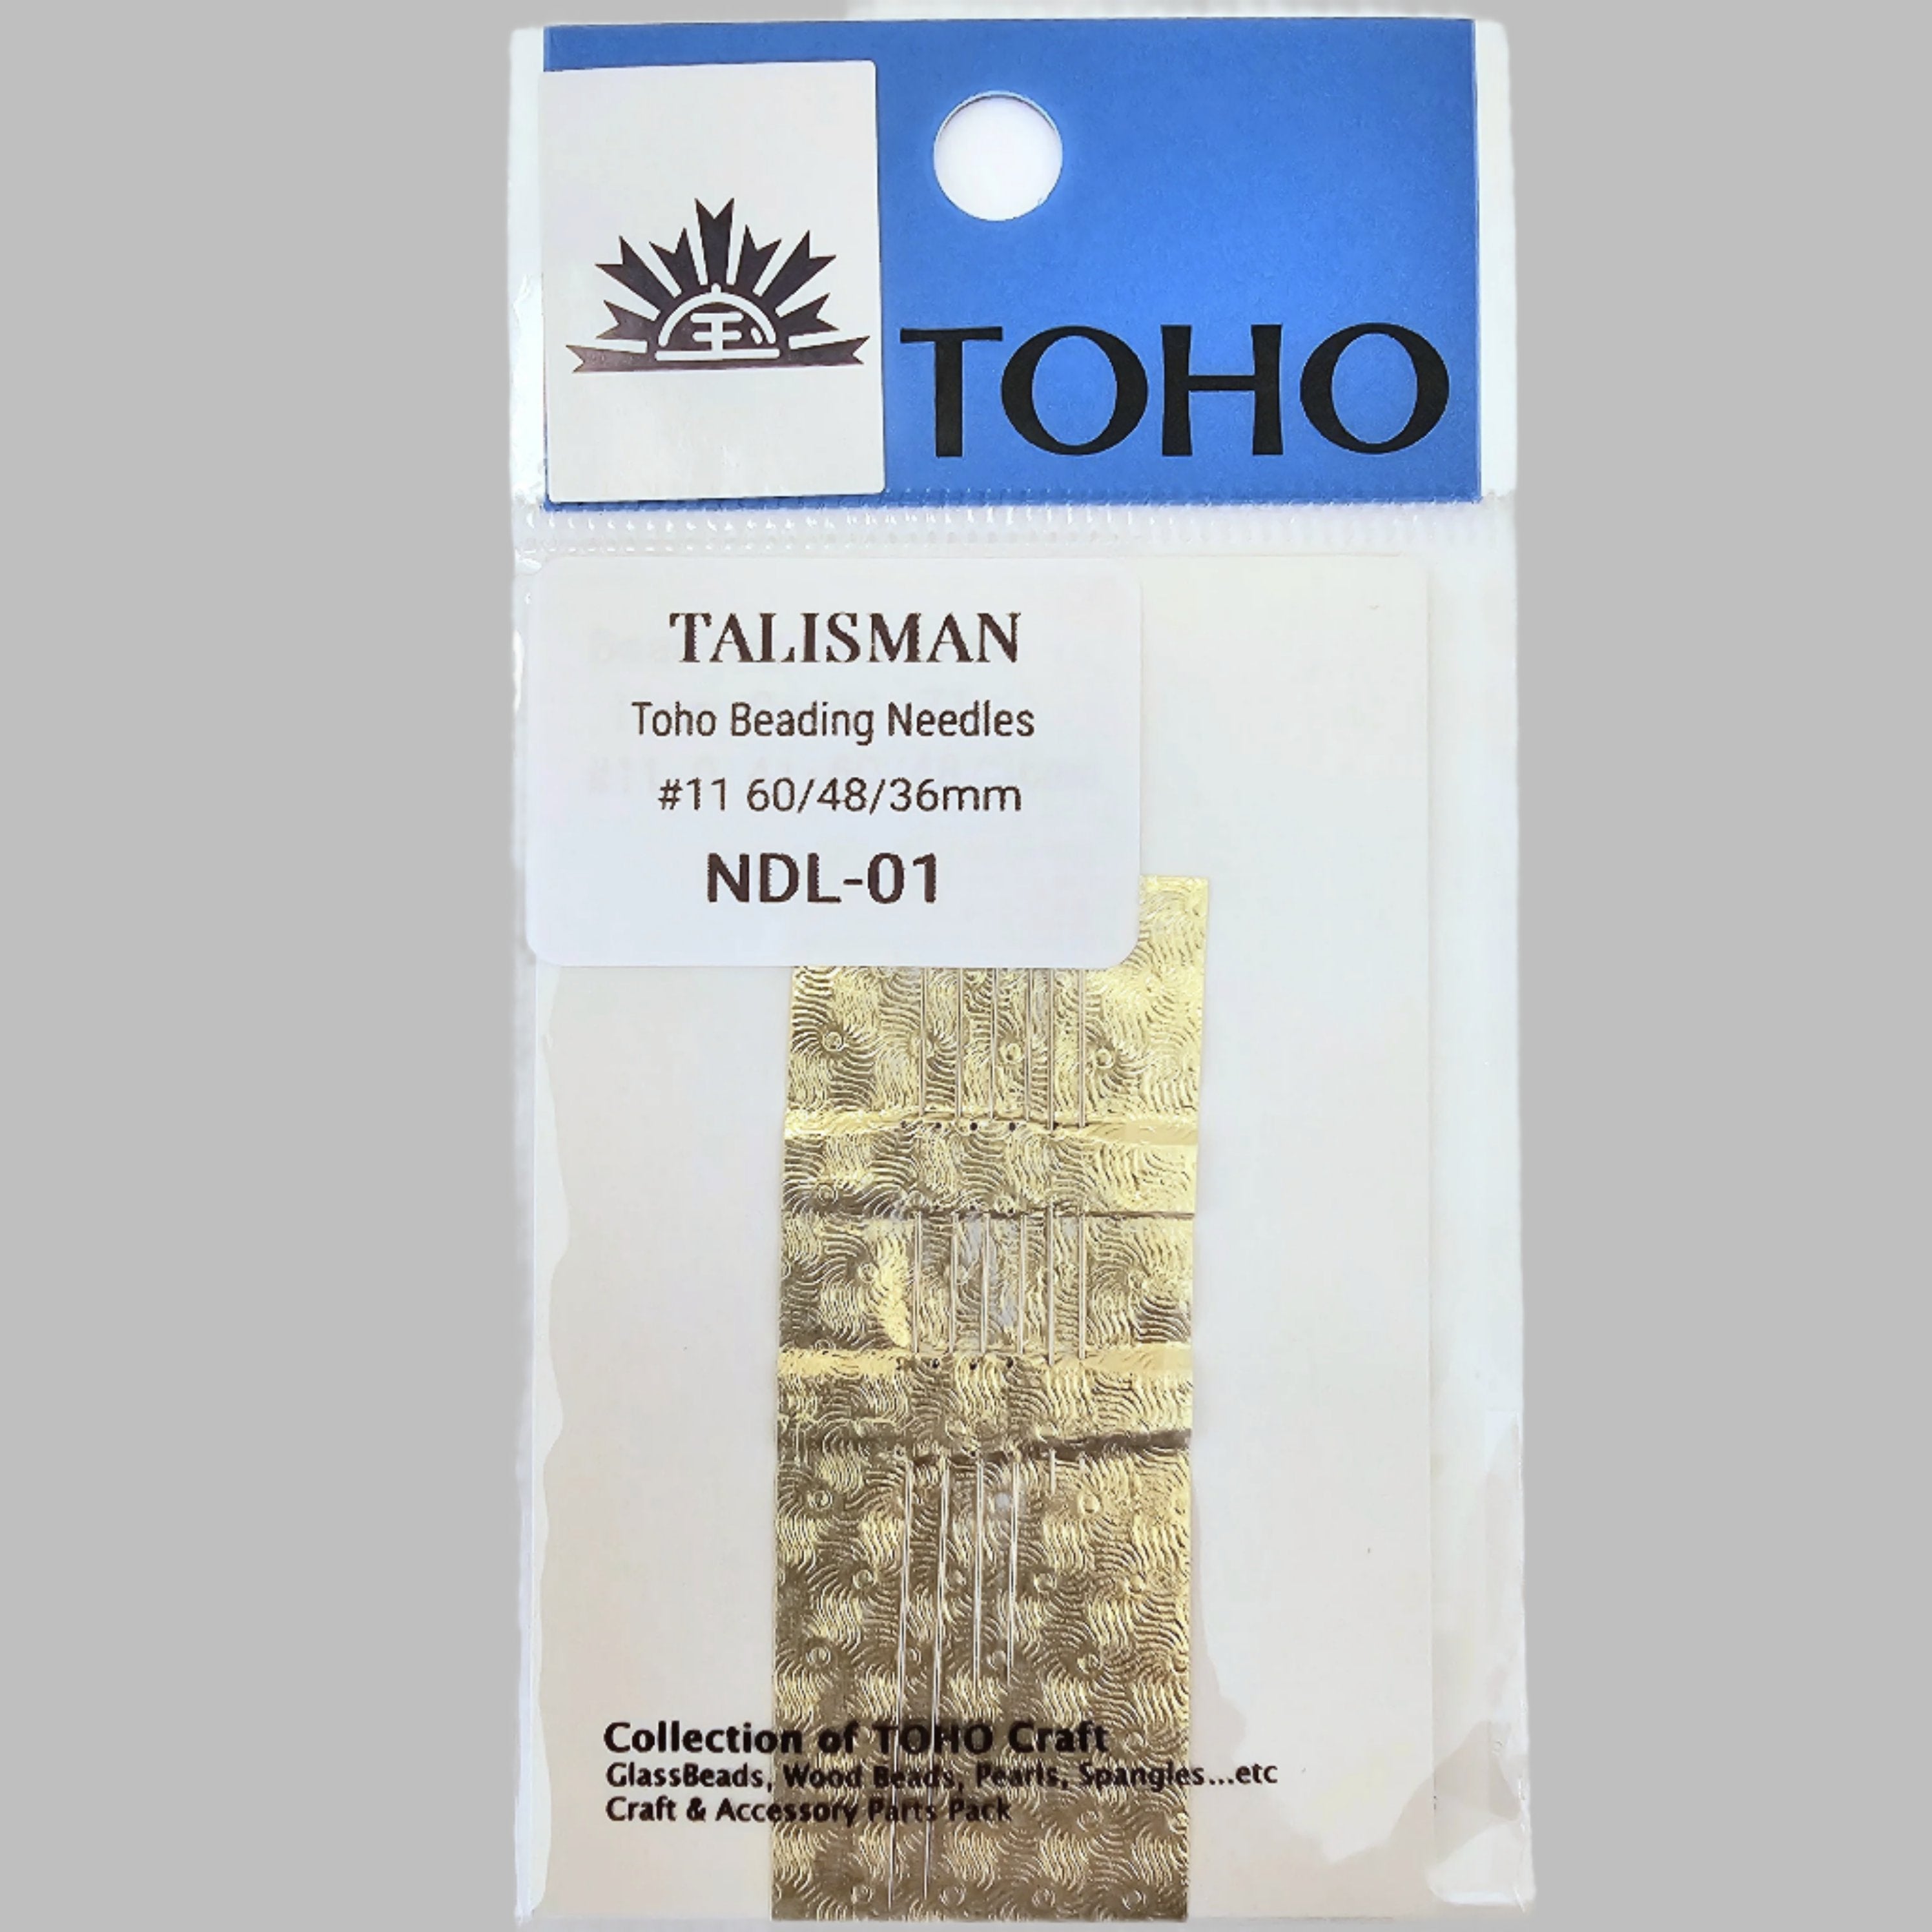 玉
TOHO
TALISMAN
Toho Beading Needles
#11 60/48/36mm
NDL-01
Collection of TOHO Craft
GlassBeads, Wood Beads, Pearls, Spangles...etc
Craft & Accessory Parts Pack